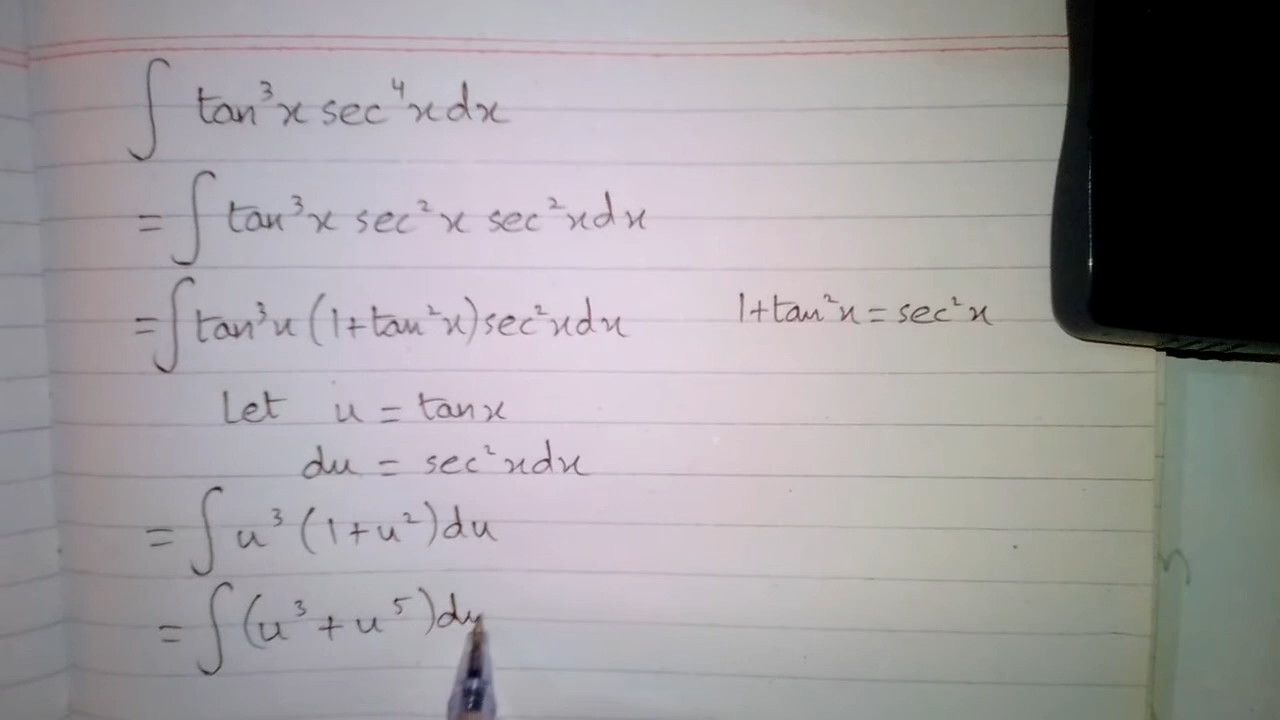 ∫ tan³x sec⁴x dx
= ∫ tan³x sec²x sec²x dx
= ∫ tan³x (1+tan²x) sec²x dx 1+tan²x = sec²x
Let u = tanx
du = sec²x dx
= ∫ u³ (1+u²) du
= ∫ (u³ + u⁵) du